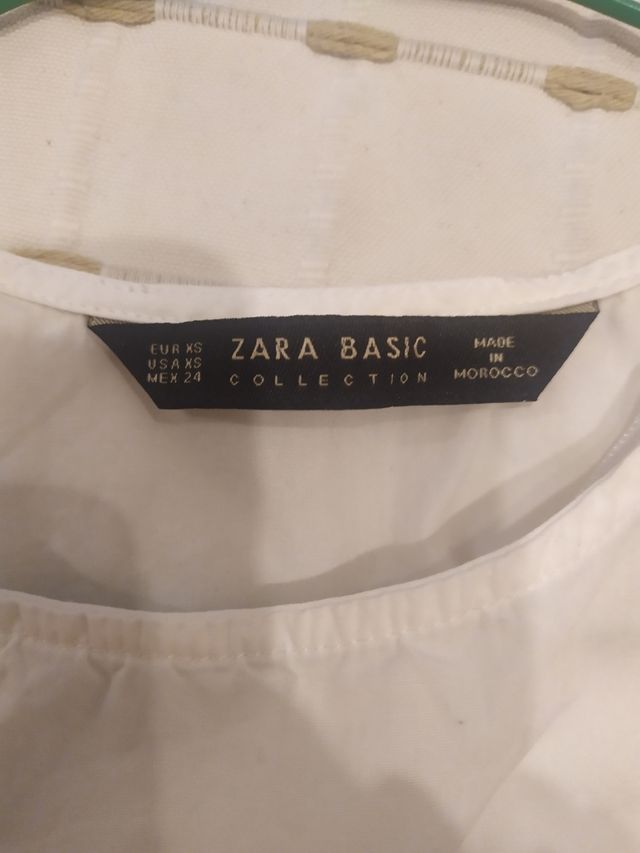 EUR XS
USA XS
MEX 24
ZARA BASIC
COLLECTION
MADE
IN
MOROCCO